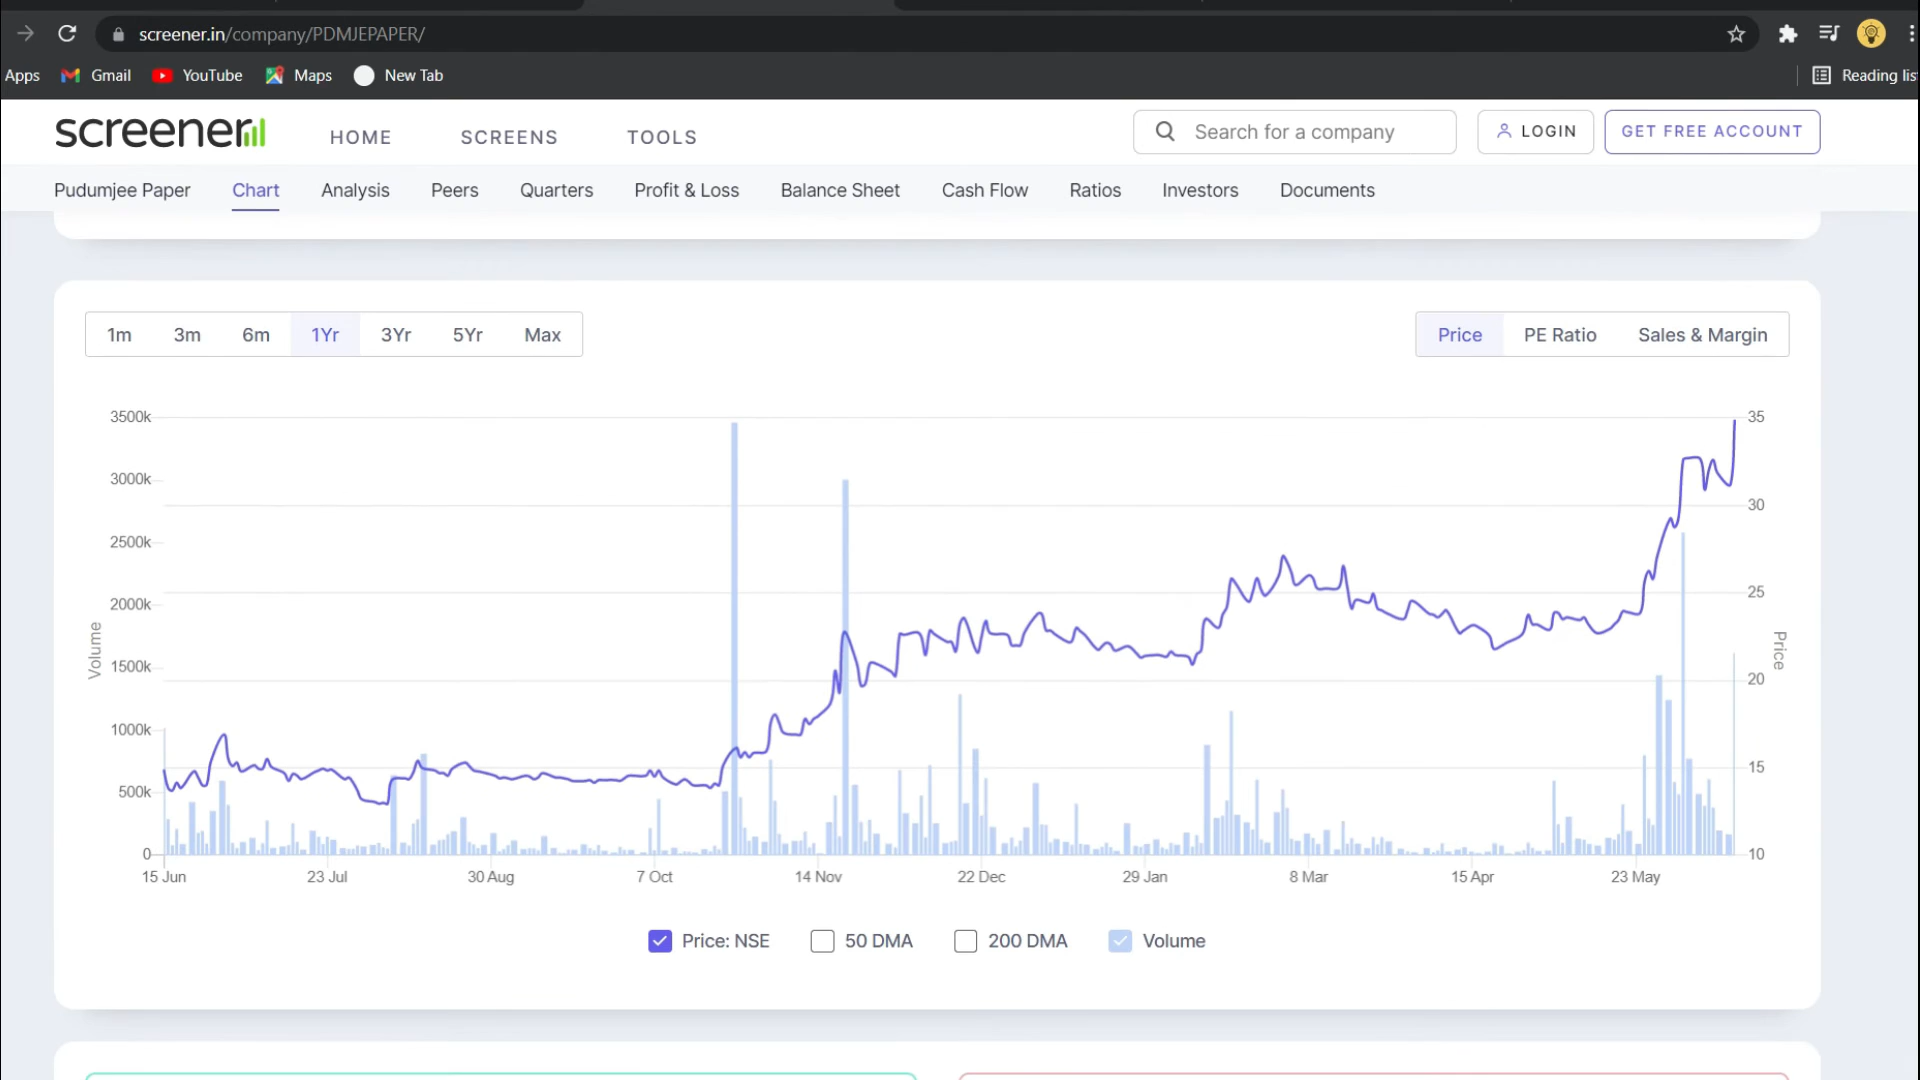 screener.in/company/PDMJEPAPER/
Apps Gmail YouTube Maps New Tab Reading lis
screener HOME SCREENS TOOLS Search for a company LOGIN GET FREE ACCOUNT
Pudumjee Paper Chart Analysis Peers Quarters Profit & Loss Balance Sheet Cash Flow Ratios Investors Documents
1m 3m 6m 1Yr 3Yr 5Yr Max Price PE Ratio Sales & Margin
3500k 35
3000k 30
2500k
2000k 25
Volume Price
1500k 20
1000k
500k 15
0 10
15 Jun 23 Jul 30 Aug 7 Oct 14 Nov 22 Dec 29 Jan 8 Mar 15 Apr 23 May
Price: NSE 50 DMA 200 DMA Volume